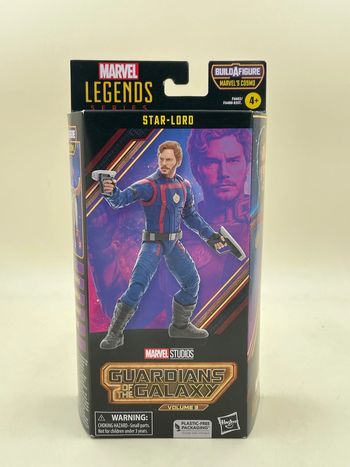 MARVEL
LEGENDS
SERIES
BUILD A FIGURE
MARVEL'S COSMO
4+
STAR-LORD
MARVEL STUDIOS
GUARDIANS
OF THE
GALAXY
VOLUME 3
WARNING:
CHOKING HAZARD-Small parts.
Not for children under 3 years.
PLASTIC-FREE
PACKAGING
Hasbro